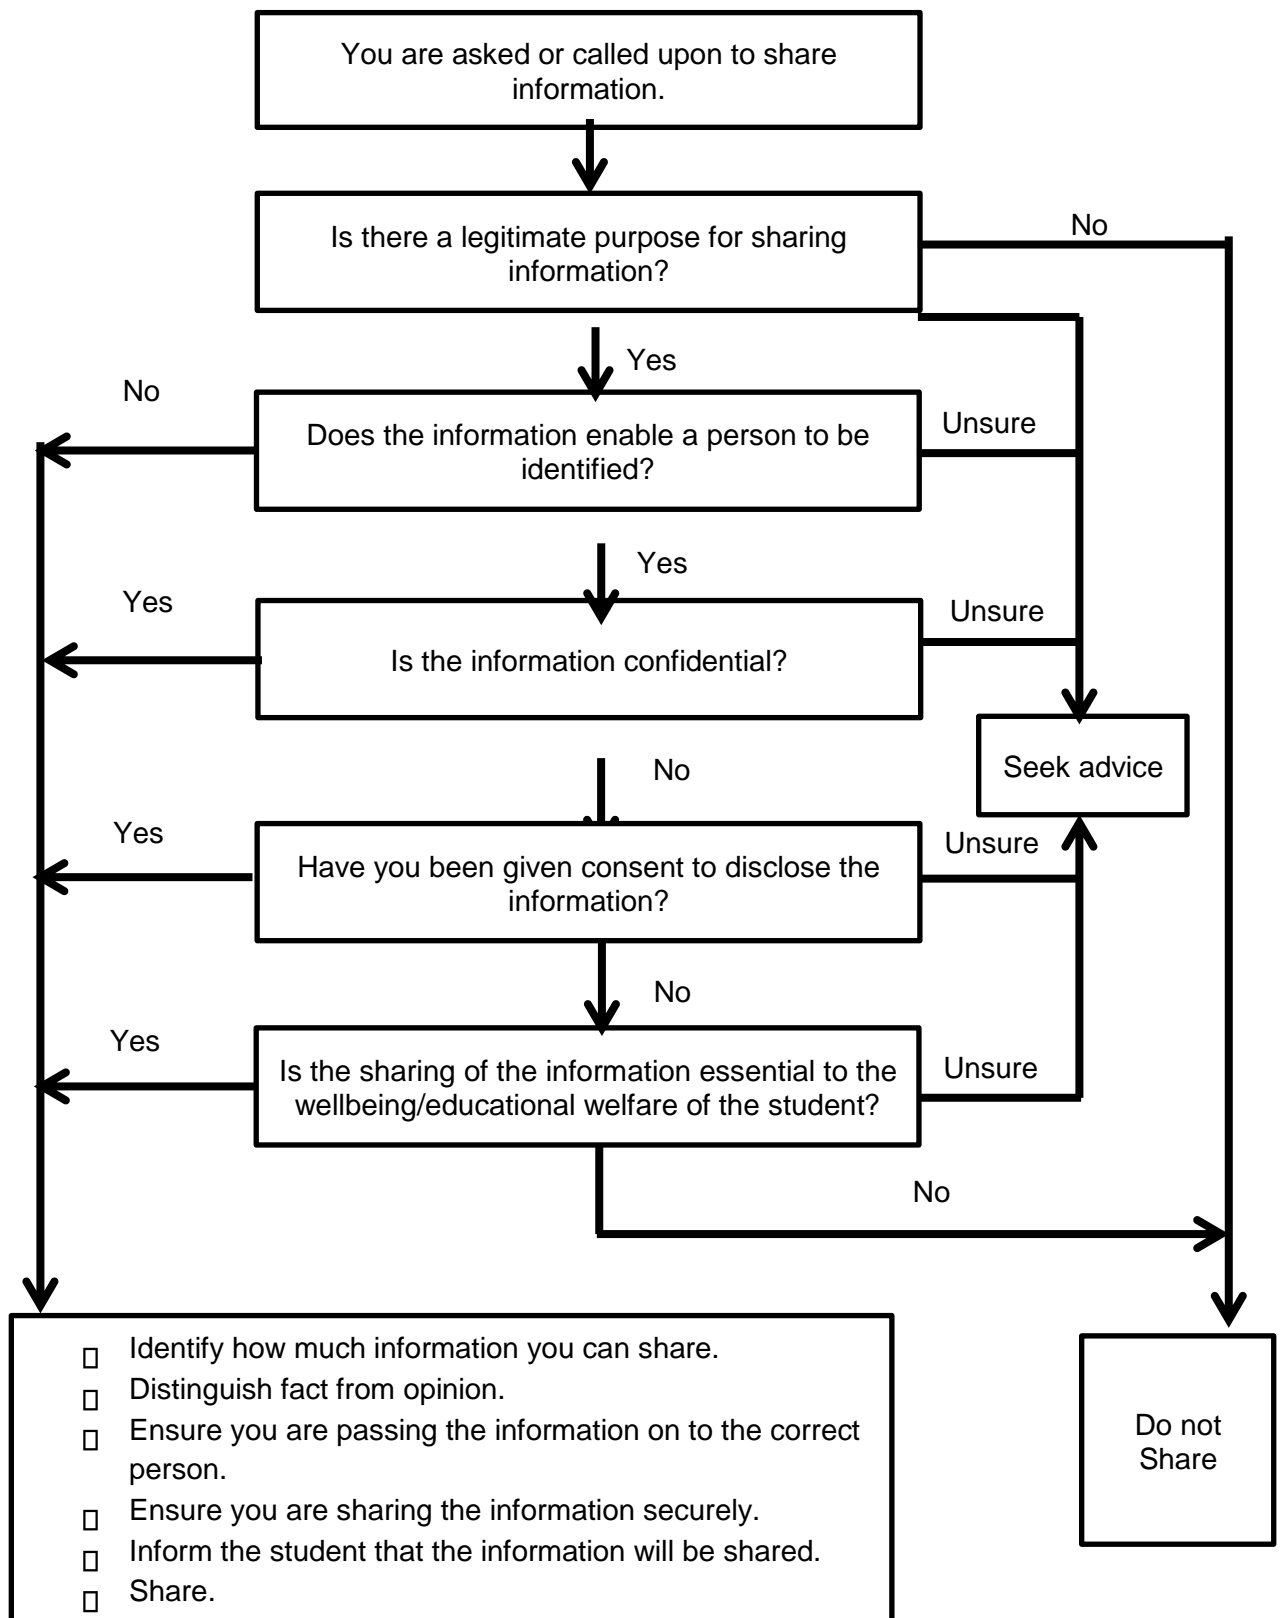 You are asked or called upon to share
information.
No
Is there a legitimate purpose for sharing
information?
Yes
No
Unsure
Does the information enable a person to be
identified?
Yes
Yes
Unsure
Is the information confidential?
No
Seek advice
Yes
Unsure
Have you been given consent to disclose the
information?
No
Yes
Unsure
Is the sharing of the information essential to the
wellbeing/educational welfare of the student?
No
Identify how much information you can share.
Distinguish fact from opinion.
Ensure you are passing the information on to the correct
person.
Ensure you are sharing the information securely.
Inform the student that the information will be shared.
Share.
Do not
Share